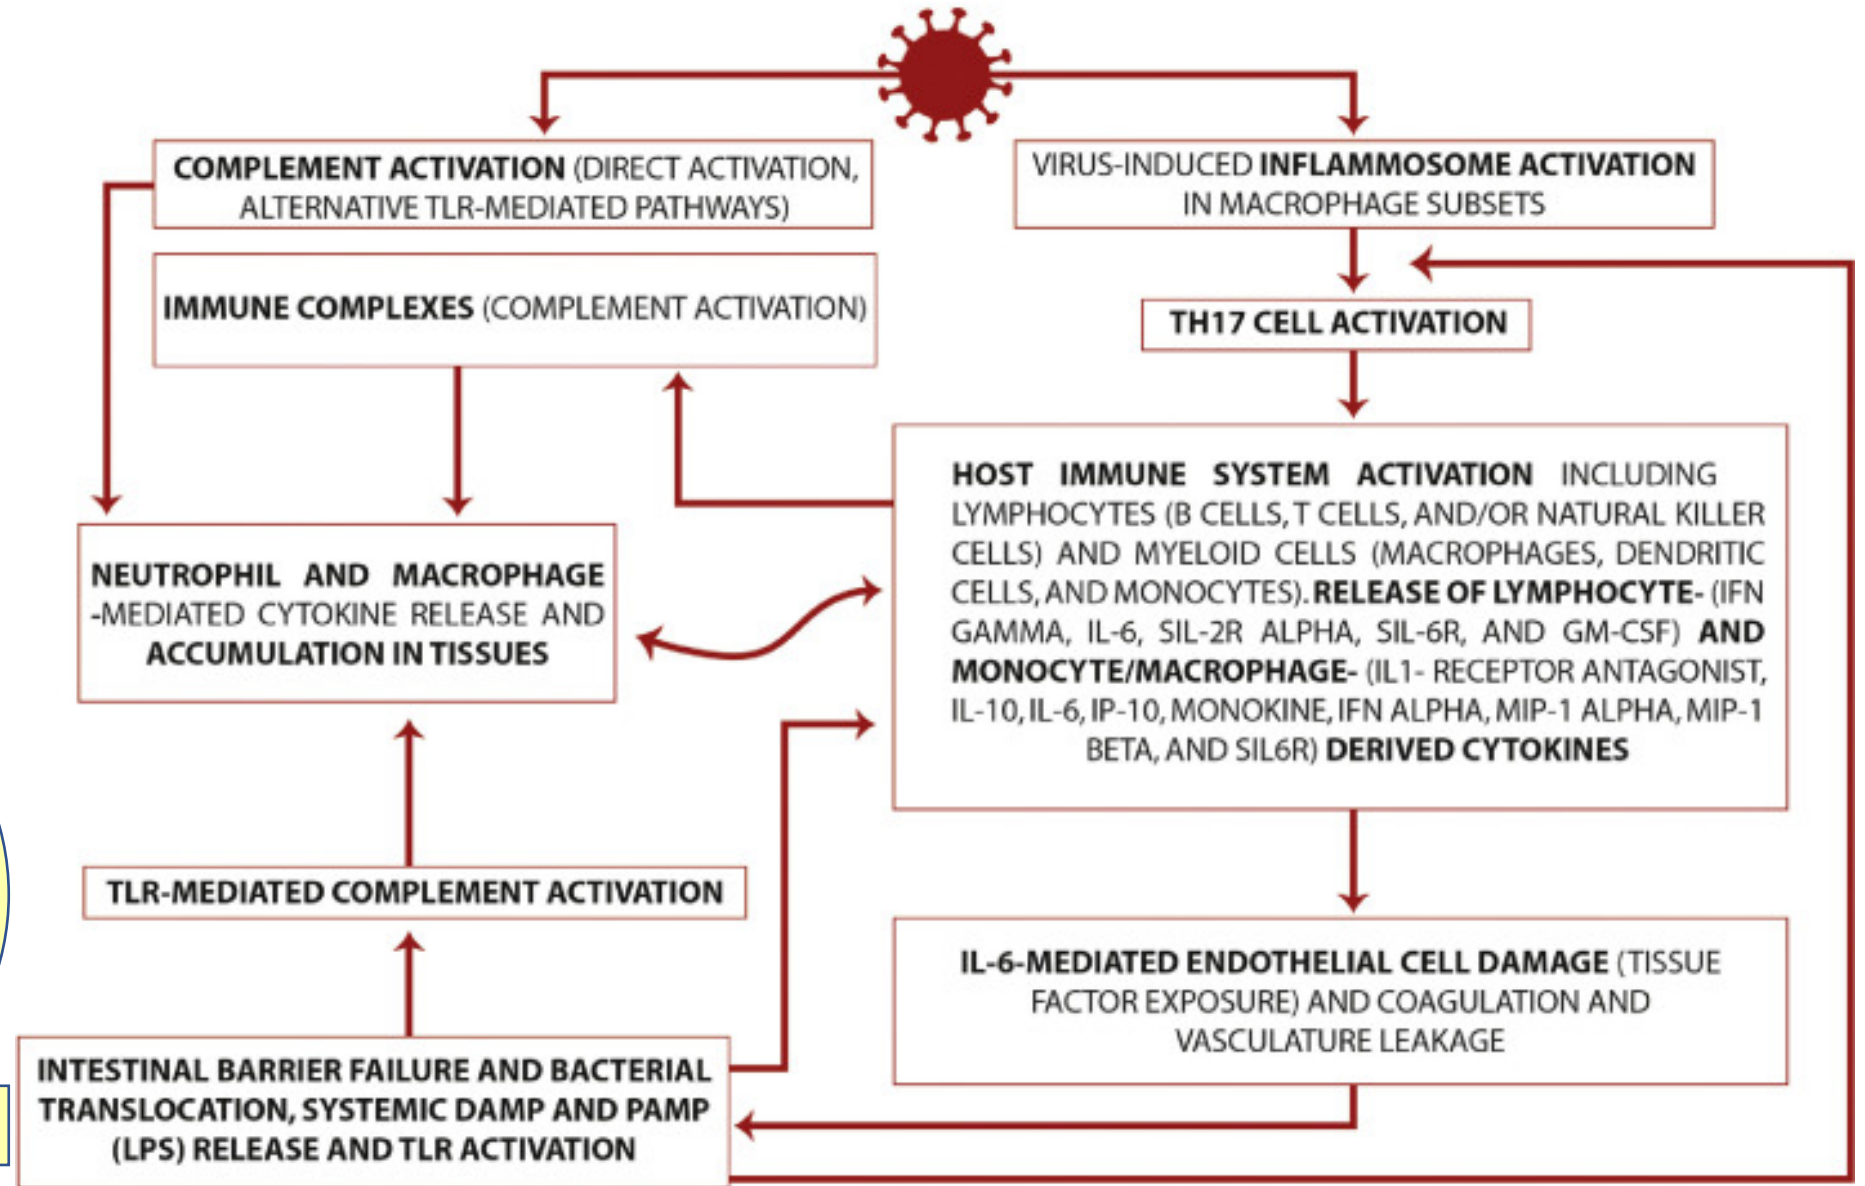 COMPLEMENT ACTIVATION (DIRECT ACTIVATION,
ALTERNATIVE TLR-MEDIATED PATHWAYS)
VIRUS-INDUCED INFLAMMOSOME ACTIVATION
IN MACROPHAGE SUBSETS
IMMUNE COMPLEXES (COMPLEMENT ACTIVATION)
TH17 CELL ACTIVATION
NEUTROPHIL AND MACROPHAGE
-MEDIATED CYTOKINE RELEASE AND
ACCUMULATION IN TISSUES
HOST IMMUNE SYSTEM ACTIVATION INCLUDING
LYMPHOCYTES (B CELLS, T CELLS, AND/OR NATURAL KILLER
CELLS) AND MYELOID CELLS (MACROPHAGES, DENDRITIC
CELLS, AND MONOCYTES). RELEASE OF LYMPHOCYTE- (IFN
GAMMA, IL-6, SIL-2R ALPHA, SIL-6R, AND GM-CSF) AND
MONOCYTE/MACROPHAGE- (IL1- RECEPTOR ANTAGONIST,
IL-10, IL-6, IP-10, MONOKINE, IFN ALPHA, MIP-1 ALPHA, MIP-1
BETA, AND SIL6R) DERIVED CYTOKINES
TLR-MEDIATED COMPLEMENT ACTIVATION
IL-6-MEDIATED ENDOTHELIAL CELL DAMAGE (TISSUE
FACTOR EXPOSURE) AND COAGULATION AND
VASCULATURE LEAKAGE
INTESTINAL BARRIER FAILURE AND BACTERIAL
TRANSLOCATION, SYSTEMIC DAMP AND PAMP
(LPS) RELEASE AND TLR ACTIVATION